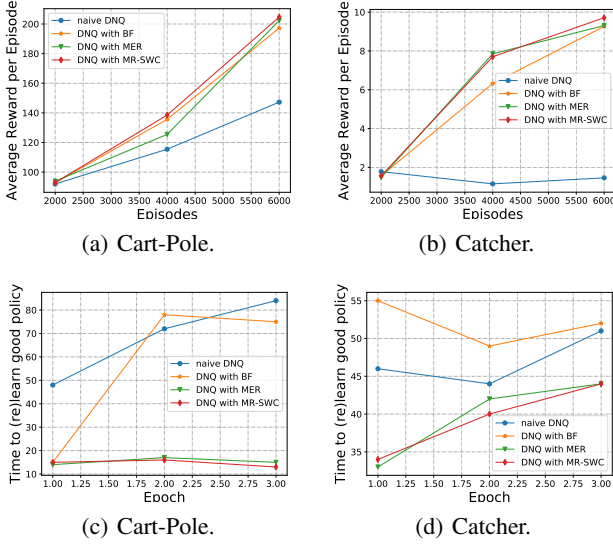 Average Reward per Episode
200
180
160
140
120
100
naive DNQ
DNQ with BF
DNQ with MER
DNQ with MR-SWC
2000 2500 3000 3500 4000 4500 5000 5500 6000
Episodes
(a) Cart-Pole.
Average Reward per Episode
10
8
6
4
2
naive DNQ
DNQ with BF
DNQ with MER
DNQ with MR-SWC
2000 2500 3000 3500 4000 4500 5000 5500 6000
Episodes
(b) Catcher.
Time to (re)learn good policy
80
70
60
50
40
30
20
10
naive DNQ
DNQ with BF
DNQ with MER
DNQ with MR-SWC
1.00 1.25 1.50 1.75 2.00 2.25 2.50 2.75 3.00
Epoch
(c) Cart-Pole.
Time to (re)learn good policy
55
50
45
40
35
naive DNQ
DNQ with BF
DNQ with MER
DNQ with MR-SWC
1.00 1.25 1.50 1.75 2.00 2.25 2.50 2.75 3.00
Epoch
(d) Catcher.